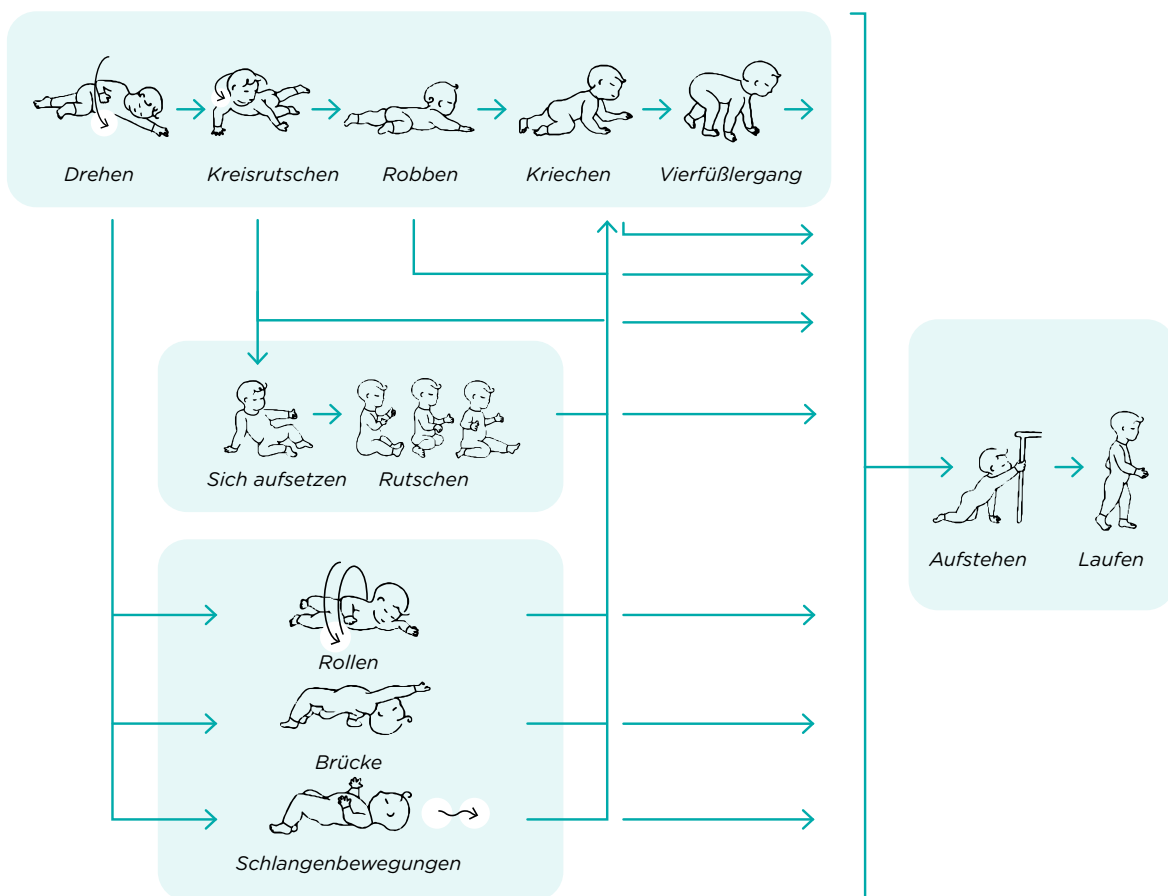 Drehen
Kreisrutschen
Robben
Kriechen
Vierfüßlergang
Sich aufsetzen
Rutschen
Aufstehen
Laufen
Rollen
Brücke
Schlangenbewegungen